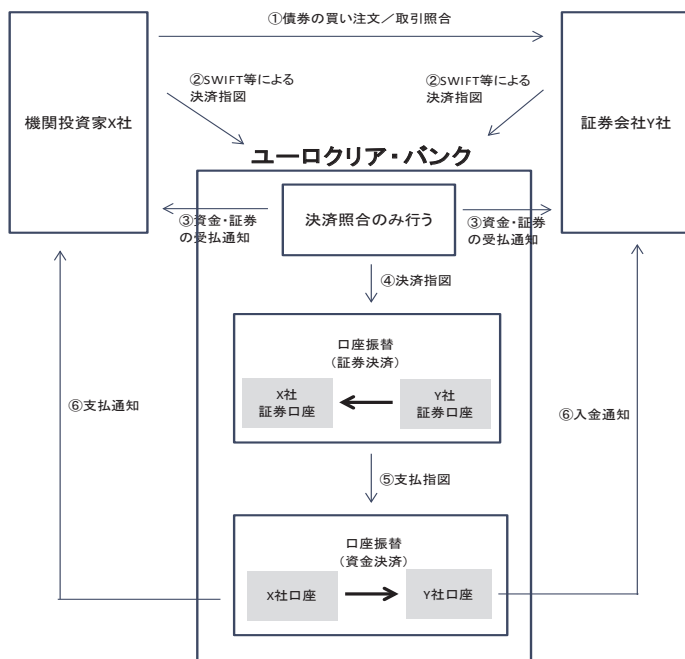 ①債券の買い注文／取引照合
②SWIFT等による
決済指図
②SWIFT等による
決済指図
機関投資家X社
証券会社Y社
ユーロクリア・バンク
決済照合のみ行う
③資金・証券
の受払通知
③資金・証券
の受払通知
④決済指図
口座振替
（証券決済）
X社
証券口座
Y社
証券口座
⑥支払通知
⑥入金通知
⑤支払指図
口座振替
（資金決済）
X社口座
Y社口座